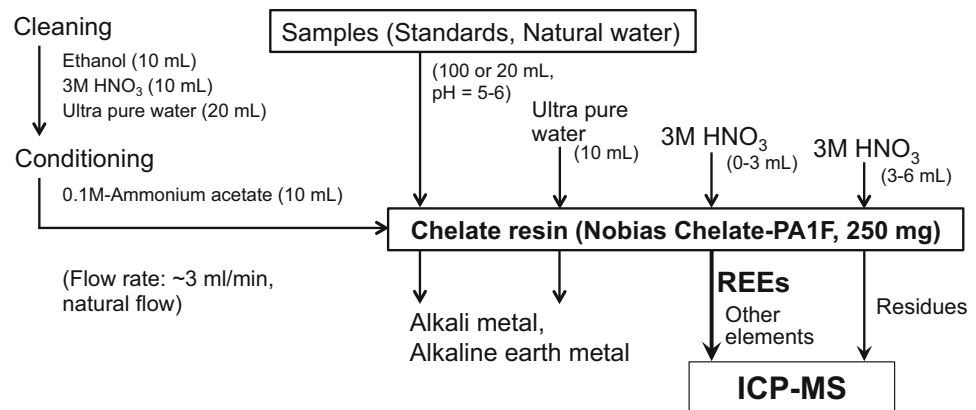 Cleaning
Ethanol (10 mL)
3M HNO₃ (10 mL)
Ultra pure water (20 mL)
Conditioning
0.1M-Ammonium acetate (10 mL)
(Flow rate: ~3 ml/min,
natural flow)
Samples (Standards, Natural water)
(100 or 20 mL,
pH = 5-6)
Ultra pure
water
(10 mL)
3M HNO₃
(0-3 mL)
3M HNO₃
(3-6 mL)
Chelate resin (Nobias Chelate-PA1F, 250 mg)
Alkali metal,
Alkaline earth metal
REEs
Other
elements
Residues
ICP-MS